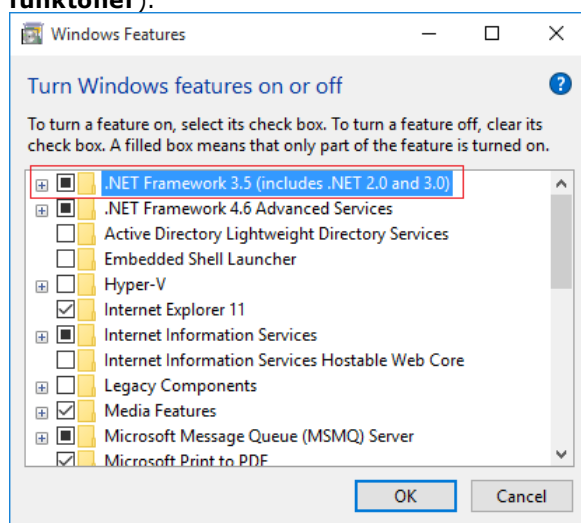 funktoner).
Windows Features
Turn Windows features on or off
To turn a feature on, select its check box. To turn a feature off, clear its
check box. A filled box means that only part of the feature is turned on.
.NET Framework 3.5 (includes .NET 2.0 and 3.0)
.NET Framework 4.6 Advanced Services
Active Directory Lightweight Directory Services
Embedded Shell Launcher
Hyper-V
Internet Explorer 11
Internet Information Services
Internet Information Services Hostable Web Core
Legacy Components
Media Features
Microsoft Message Queue (MSMQ) Server
Microsoft Print to PDF
OK Cancel